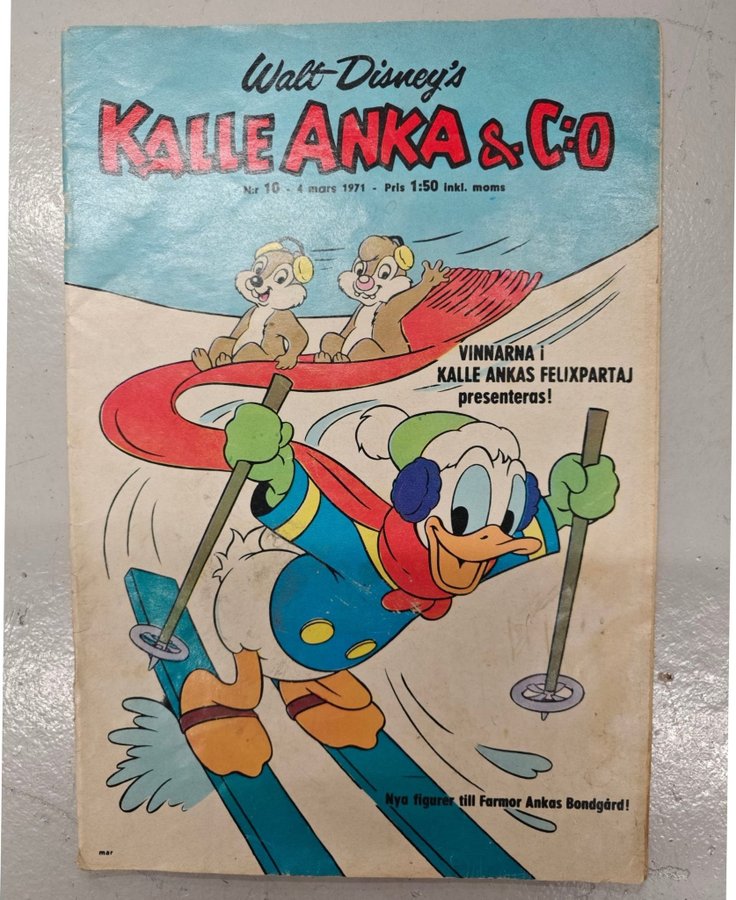 Walt Disney's
KALLE ANKA & C:O
Nr 10 - 4 mars 1971 - Pris 1:50 inkl. moms
VINNARNA i
KALLE ANKAS FELIXPARTAJ
presenteras!
Nya figurer till Farmor Ankas Bondgård!
mar